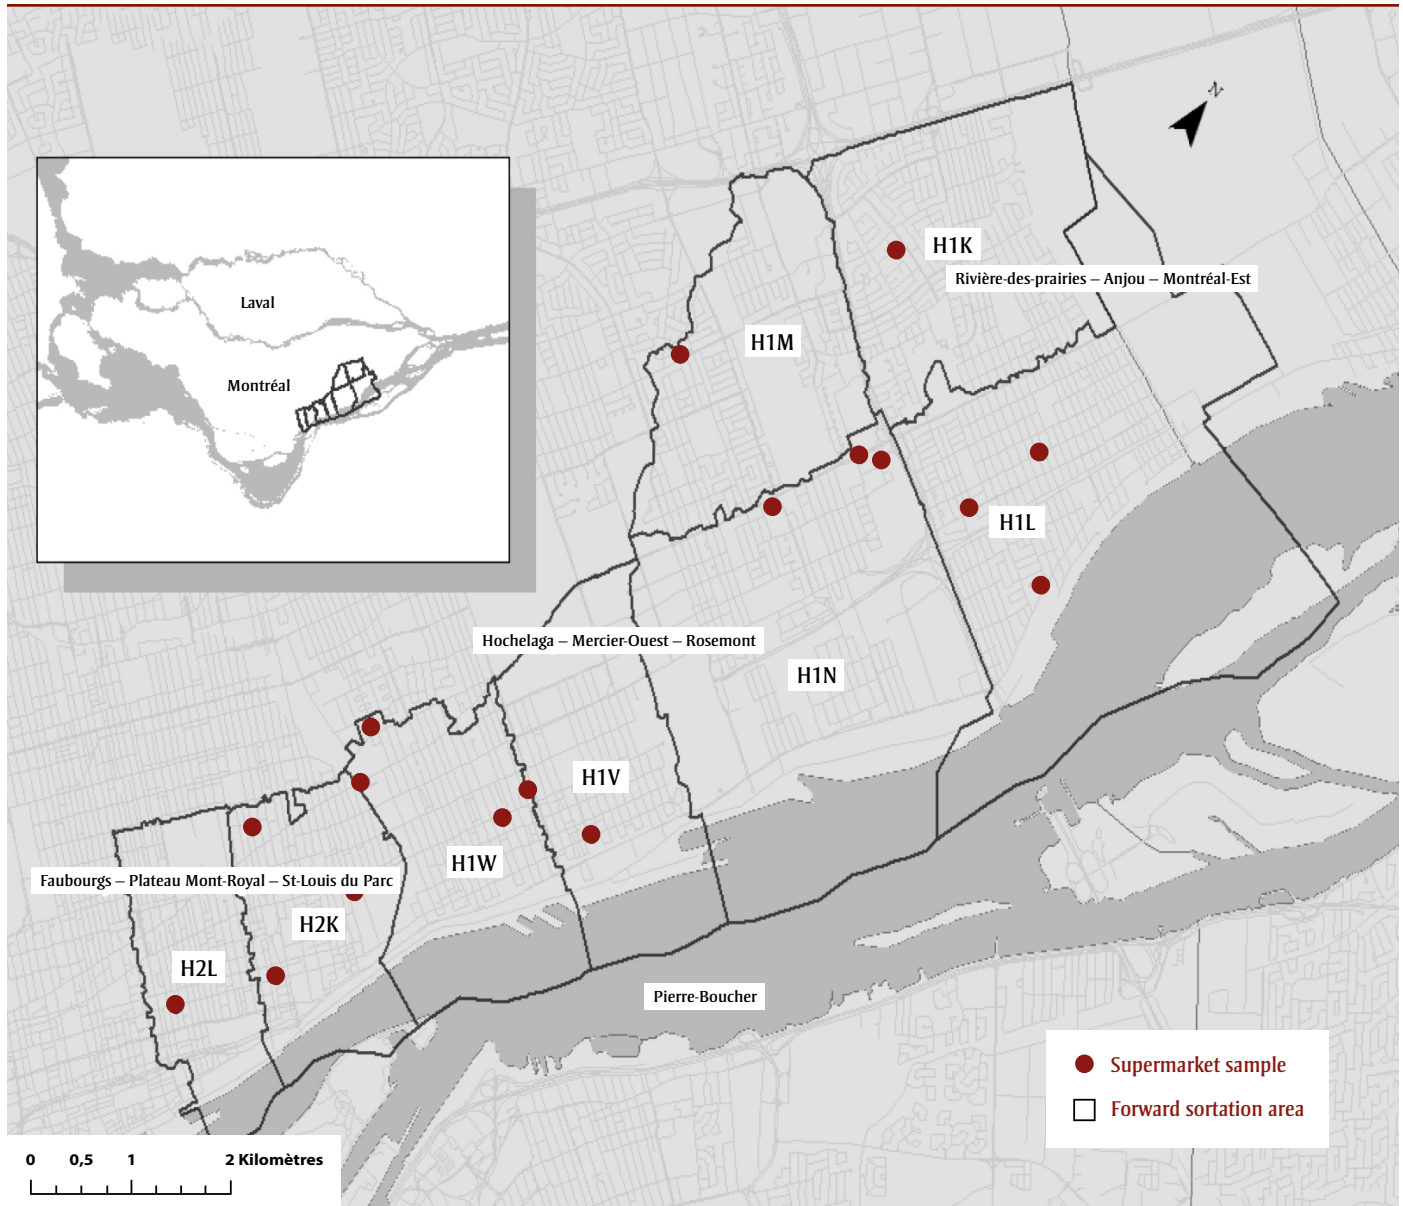 N
H1K
Rivière-des-prairies – Anjou – Montréal-Est
Laval
H1M
Montréal
H1L
Hochelaga – Mercier-Ouest – Rosemont
H1N
H1V
H1W
Faubourgs – Plateau Mont-Royal – St-Louis du Parc
H2K
H2L
Pierre-Boucher
Supermarket sample
Forward sortation area
0 0,5 1 2 Kilomètres